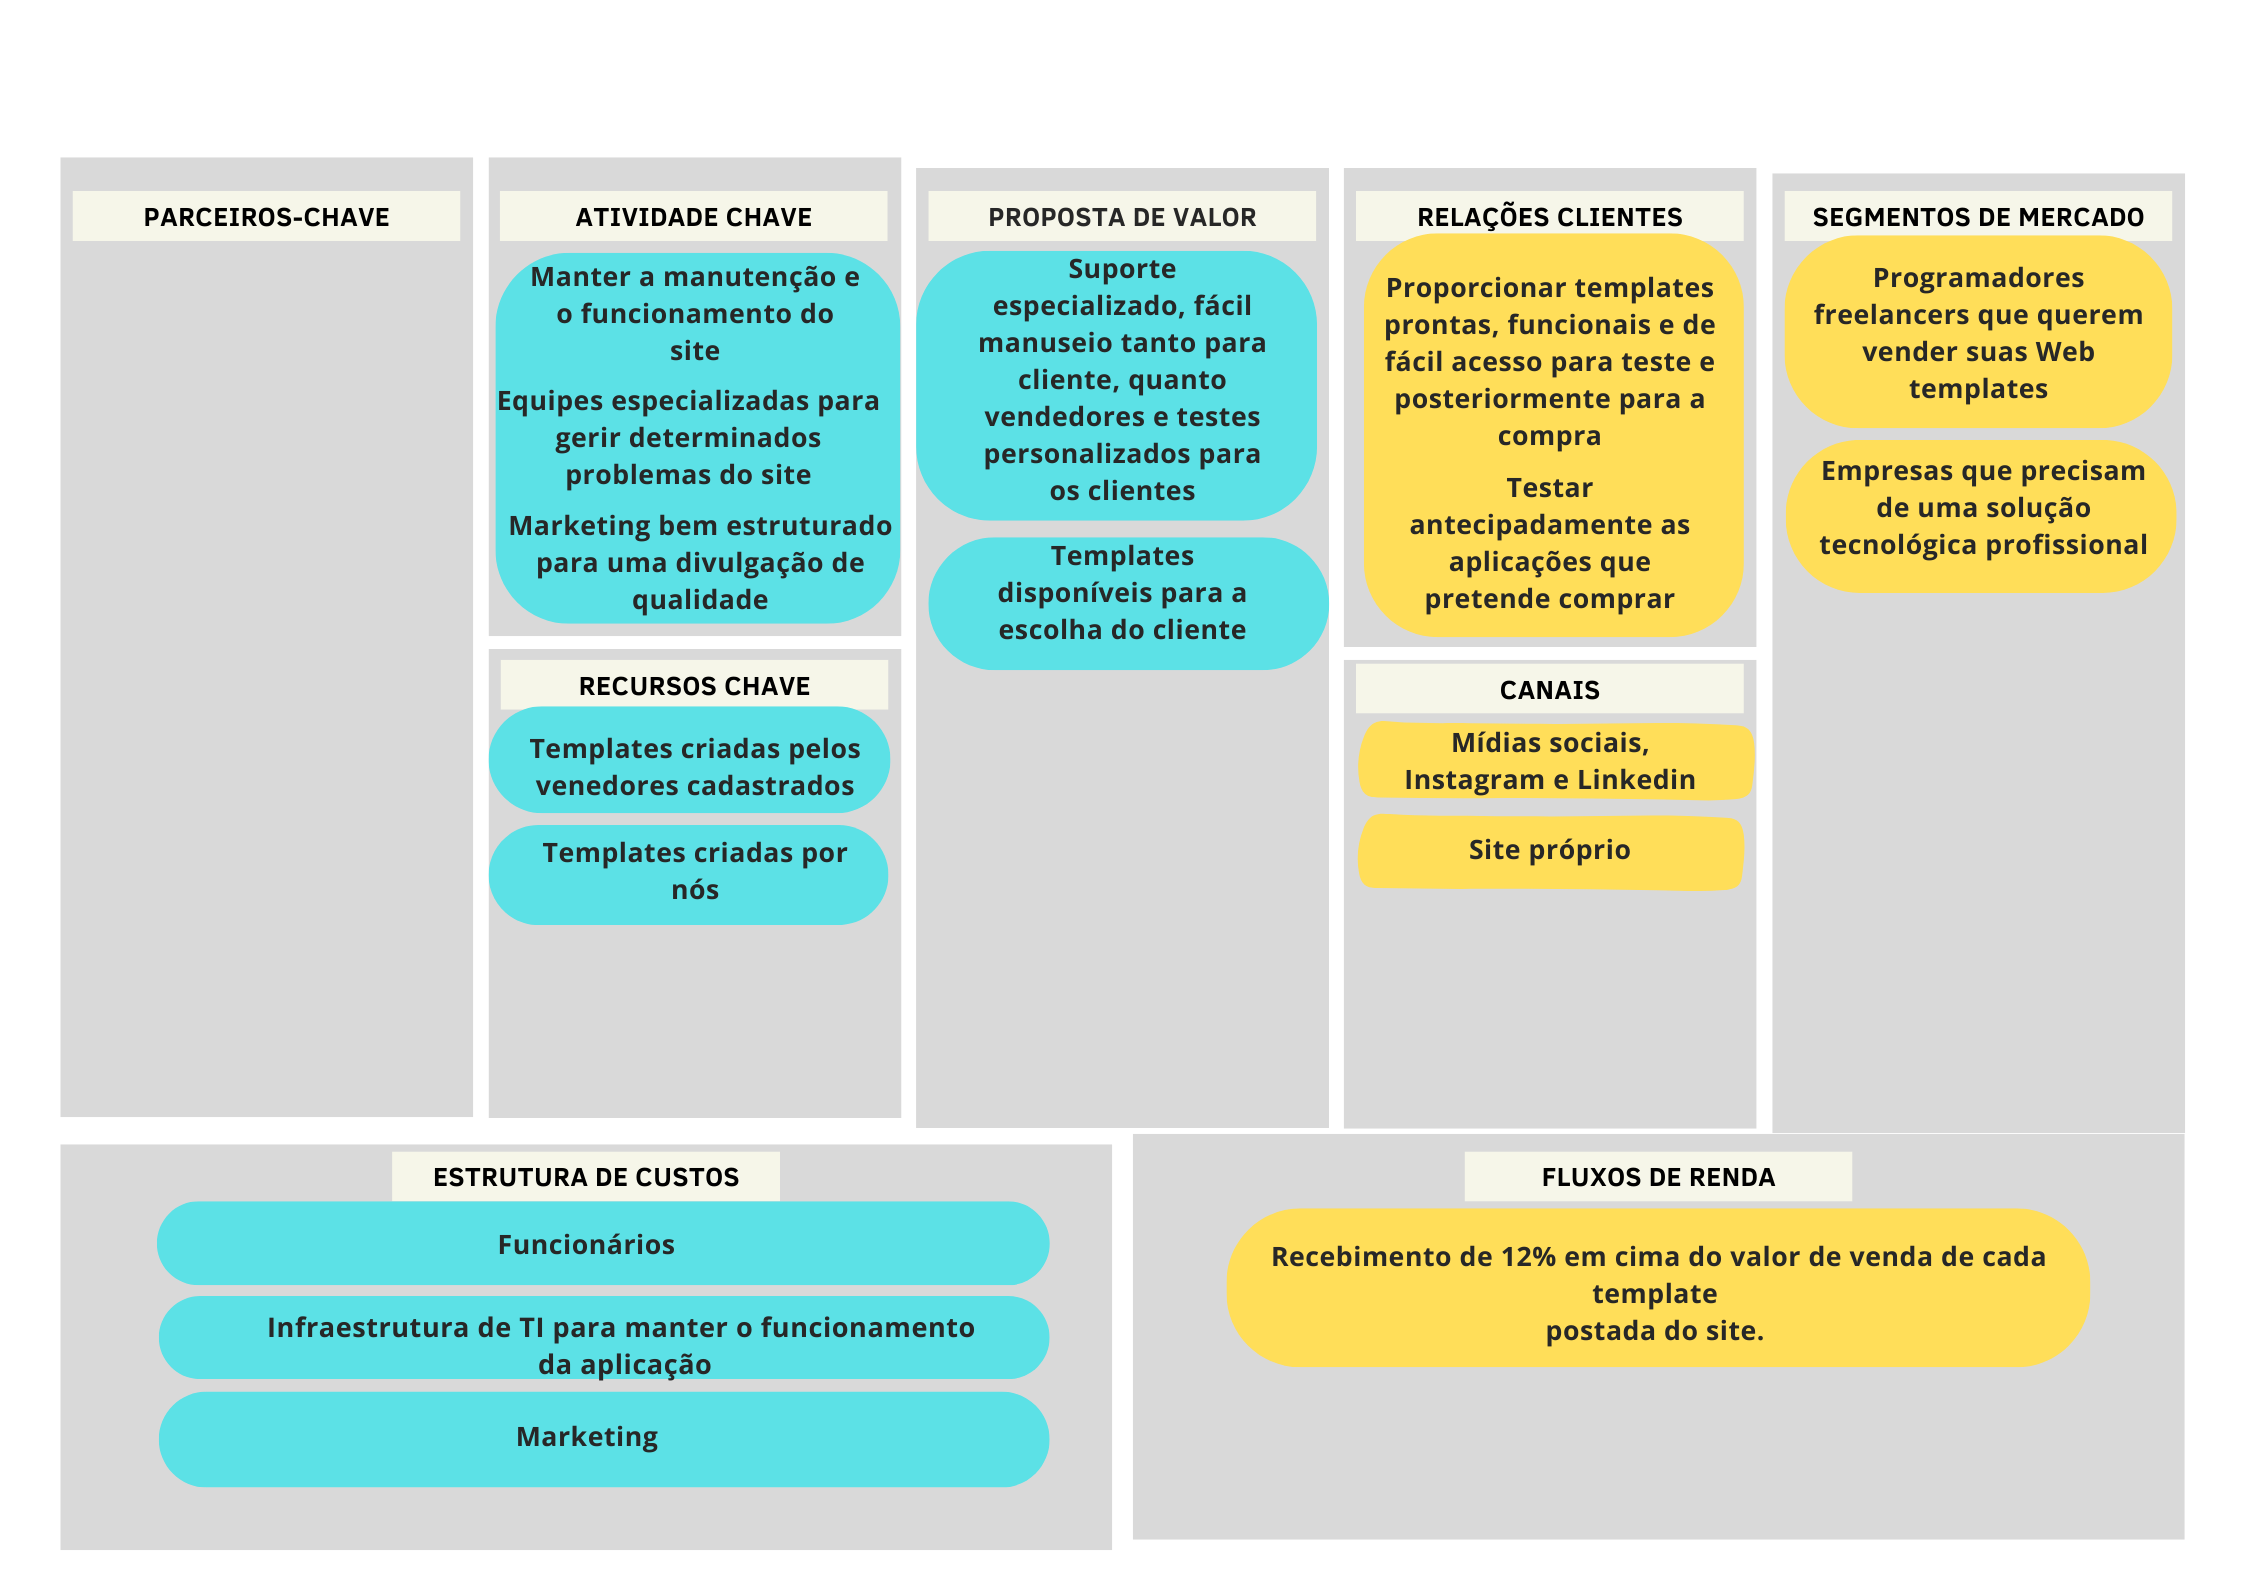 PARCEIROS-CHAVE
ATIVIDADE CHAVE
Manter a manutenção e
o funcionamento do
site
Equipes especializadas para
gerir determinados
problemas do site
Marketing bem estruturado
para uma divulgação de
qualidade
RECURSOS CHAVE
Templates criadas pelos
venedores cadastrados
Templates criadas por
nós
PROPOSTA DE VALOR
Suporte
especializado, fácil
manuseio tanto para
cliente, quanto
vendedores e testes
personalizados para
os clientes
Templates
disponíveis para a
escolha do cliente
RELAÇÕES CLIENTES
Proporcionar templates
prontas, funcionais e de
fácil acesso para teste e
posteriormente para a
compra
Testar
antecipadamente as
aplicações que
pretende comprar
CANAIS
Mídias sociais,
Instagram e Linkedin
Site próprio
SEGMENTOS DE MERCADO
Programadores
freelancers que querem
vender suas Web
templates
Empresas que precisam
de uma solução
tecnológica profissional
ESTRUTURA DE CUSTOS
Funcionários
Infraestrutura de TI para manter o funcionamento
da aplicação
Marketing
FLUXOS DE RENDA
Recebimento de 12% em cima do valor de venda de cada
template
postada do site.